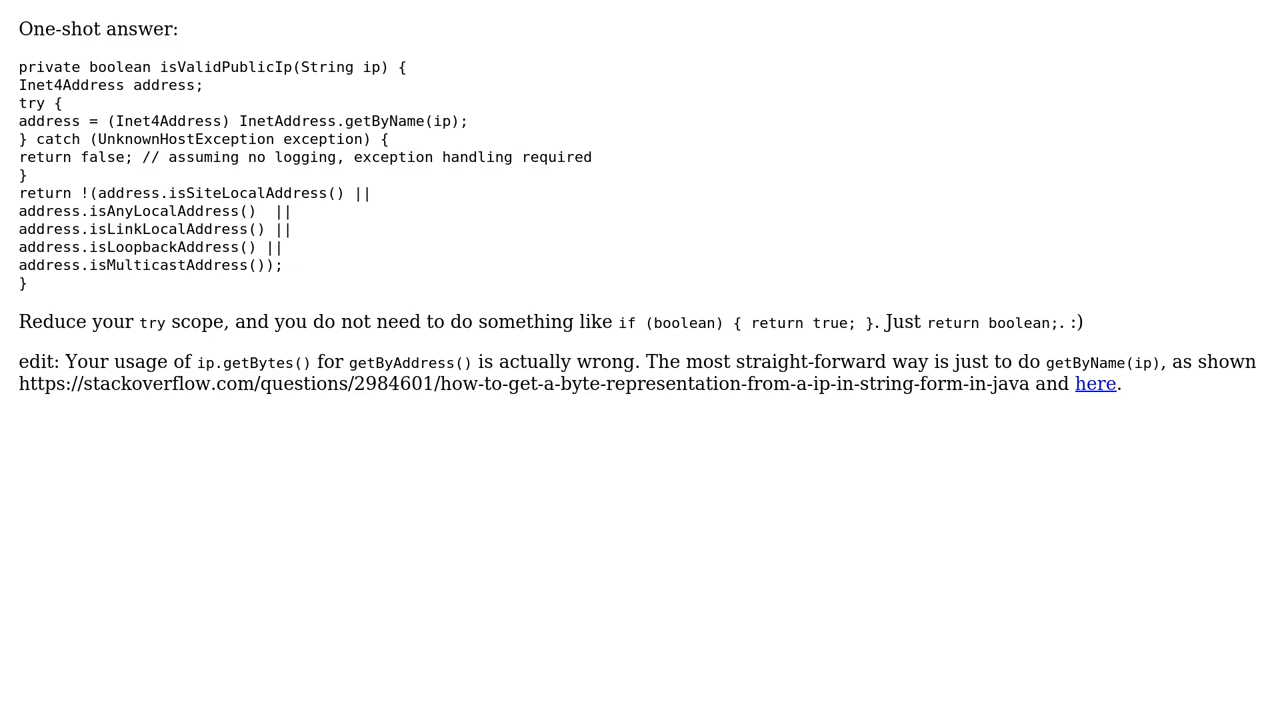 One-shot answer:
private boolean isValidPublicIp(String ip) {
Inet4Address address;
try {
address = (Inet4Address) InetAddress.getByName(ip);
} catch (UnknownHostException exception) {
return false; // assuming no logging, exception handling required
}
return !(address.isSiteLocalAddress() ||
address.isAnyLocalAddress()  ||
address.isLinkLocalAddress() ||
address.isLoopbackAddress() ||
address.isMulticastAddress());
}
Reduce your try scope, and you do not need to do something like if (boolean) { return true; }. Just return boolean;. :)
edit: Your usage of ip.getBytes() for getByAddress() is actually wrong. The most straight-forward way is just to do getByName(ip), as shown
https://stackoverflow.com/questions/2984601/how-to-get-a-byte-representation-from-a-ip-in-string-form-in-java and here.